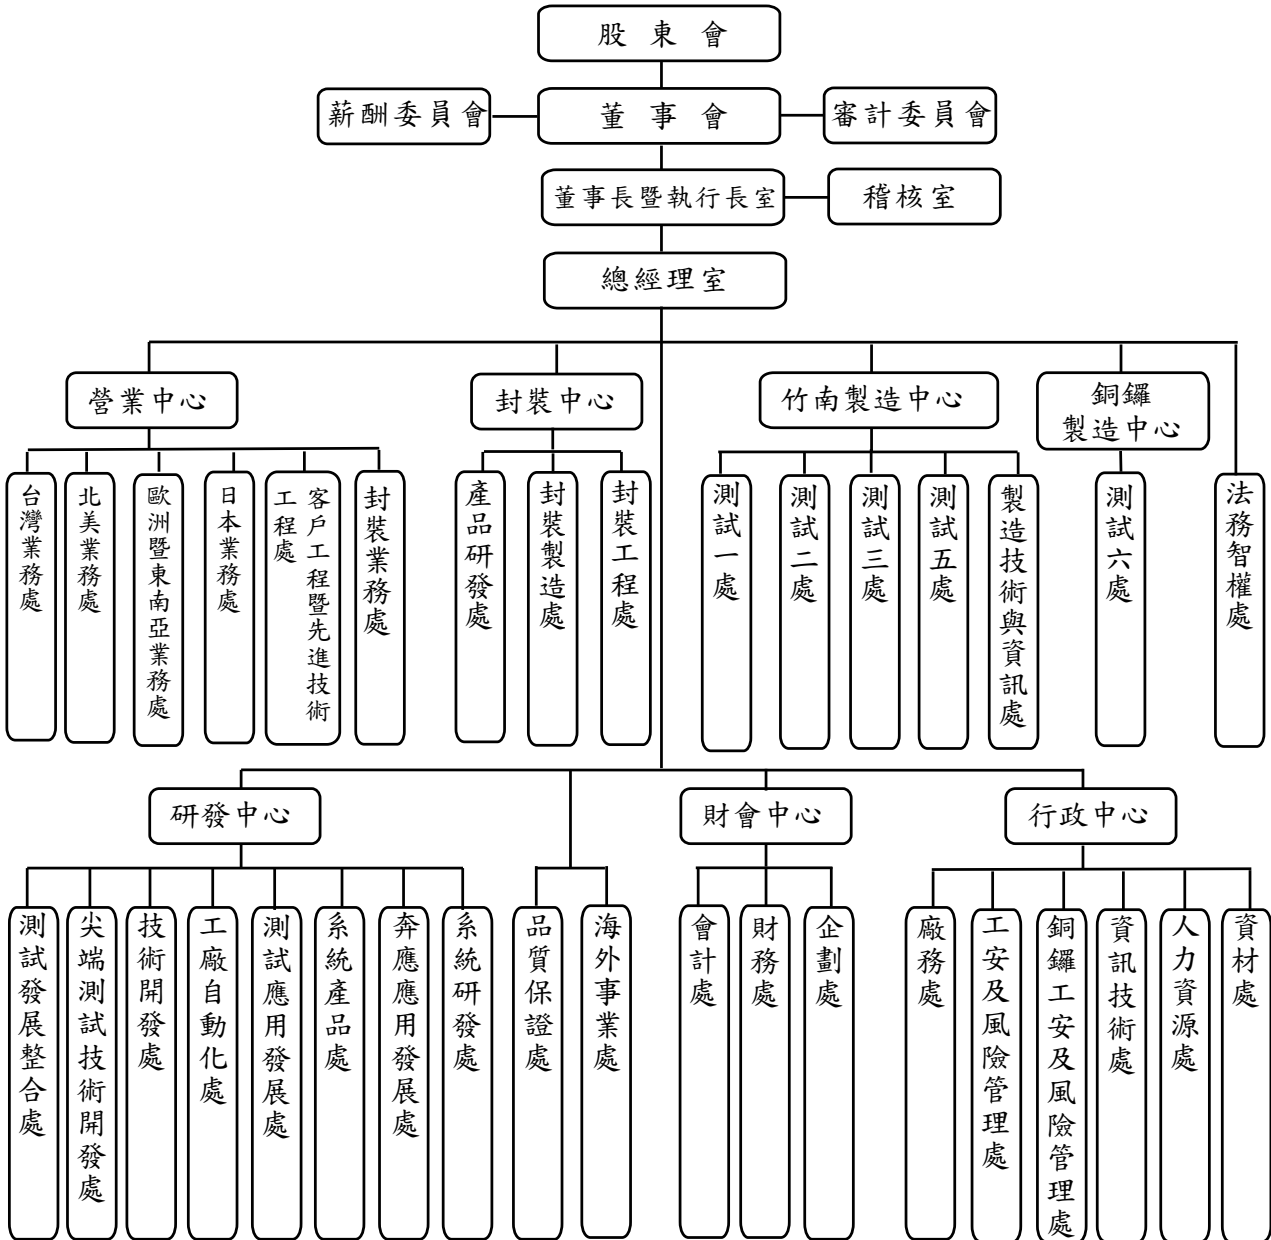 股東會
薪酬委員會
董事會
審計委員會
董事長暨執行長室
稽核室
總經理室
營業中心
封裝中心
竹南製造中心
銅鑼
製造中心
台灣業務處
北美業務處
歐洲暨東南亞業務處
日本業務處
客戶工程暨先進技術
工程處
封裝業務處
產品研發處
封裝製造處
封裝工程處
測試一處
測試二處
測試三處
測試五處
製造技術與資訊處
測試六處
法務智權處
研發中心
財會中心
行政中心
測試發展整合處
尖端測試技術開發處
技術開發處
工廠自動化處
測試應用發展處
系統產品處
奔應應用發展處
系統研發處
品質保證處
海外事業處
會計處
財務處
企劃處
廠務處
工安及風險管理處
銅鑼工安及風險管理處
資訊技術處
人力資源處
資材處